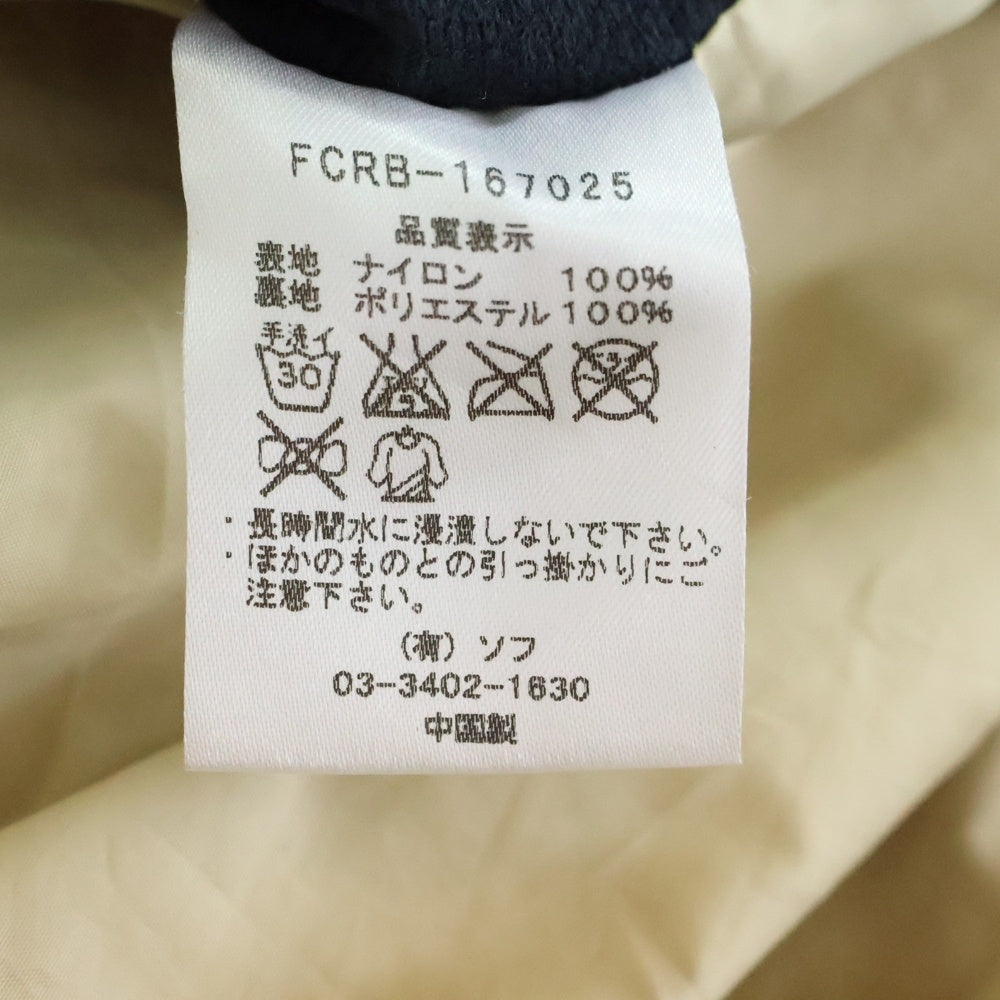 FCRB-167025
品質表示
表地 ナイロン 100%
裏地 ポリエステル 100%
手洗イ
30
・長時間水に浸漬しないで下さい。
・ほかのものとの引っ掛かりにご
注意下さい。
(有) ソフ
03-3402-1630
中国製